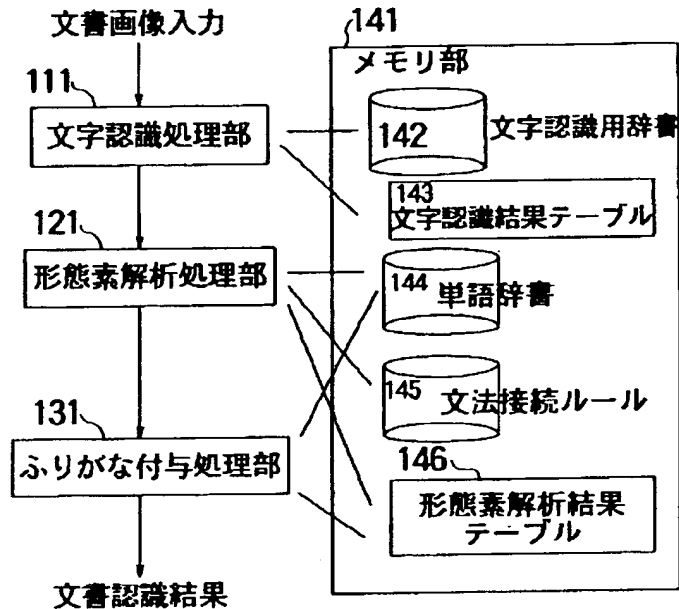 文書画像入力
111
文字認識処理部
121
形態素解析処理部
131
ふりがな付与処理部
文書認識結果
141
メモリ部
142
文字認識用辞書
143
文字認識結果テーブル
144
単語辞書
145
文法接続ルール
146
形態素解析結果
テーブル